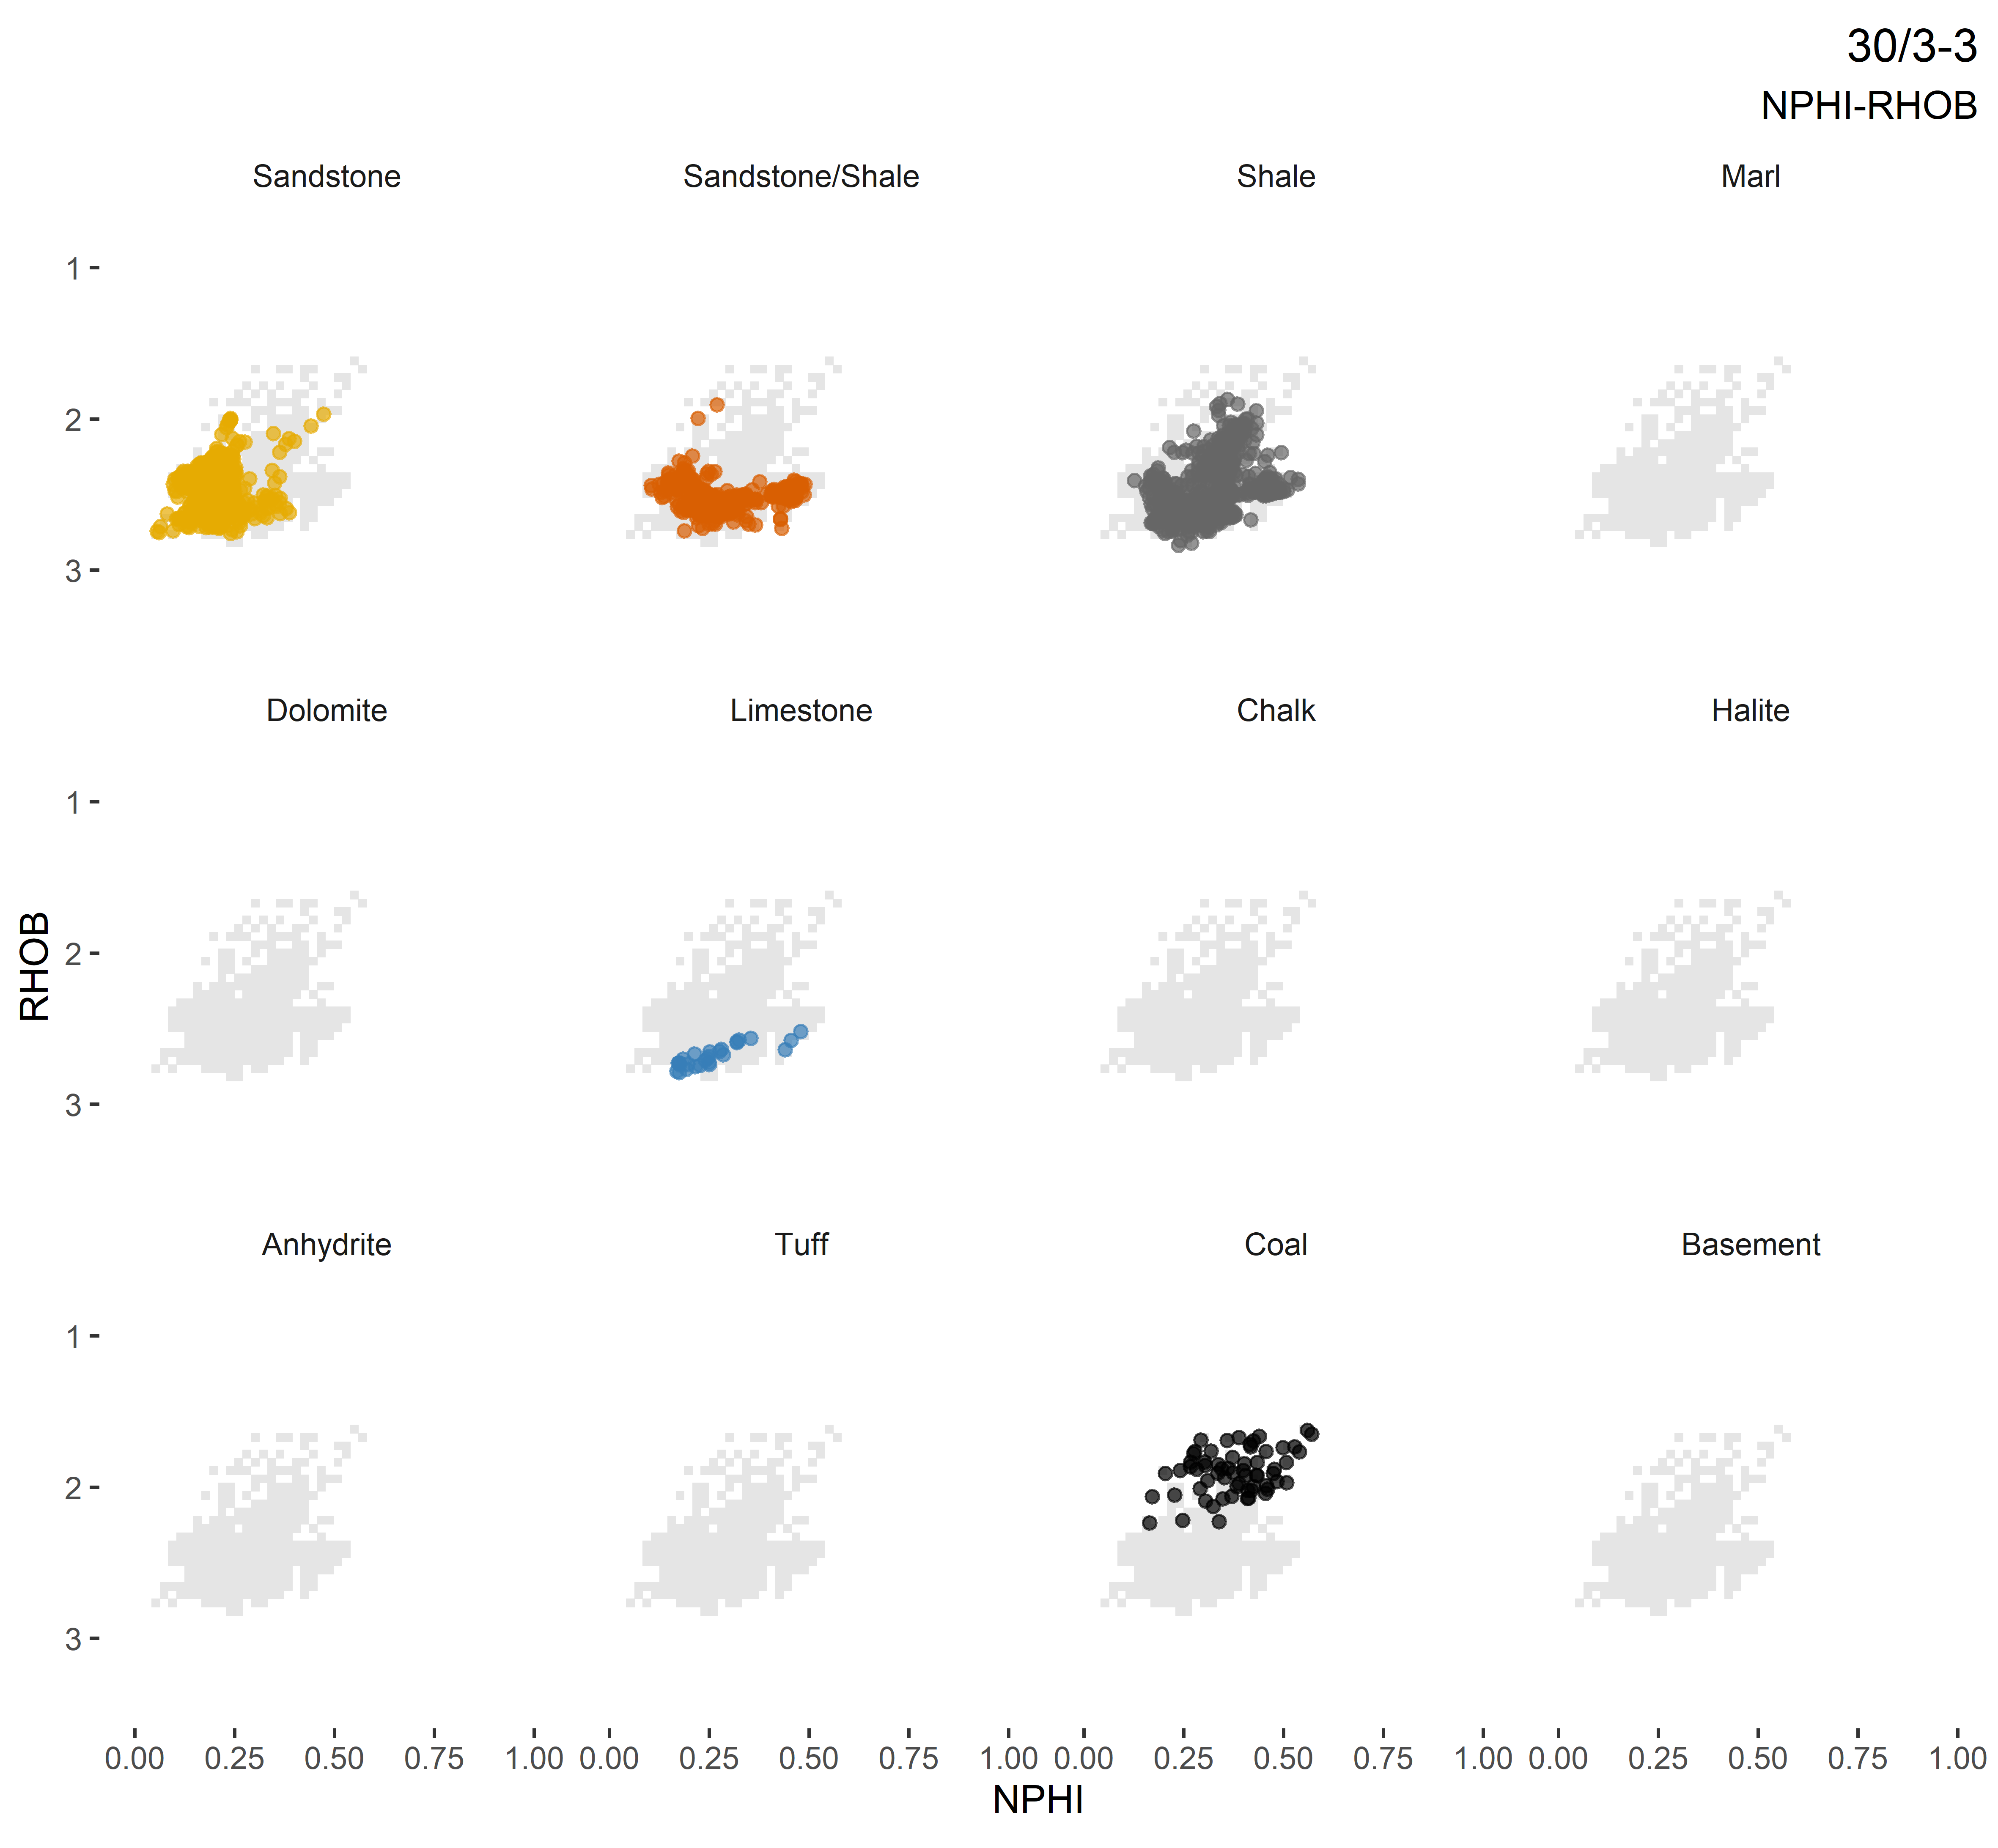 30/3-3
NPHI-RHOB
Sandstone Sandstone/Shale Shale Marl
1
2
3
Dolomite Limestone Chalk Halite
1
2
3
RHOB
Anhydrite Tuff Coal Basement
1
2
3
0.00 0.25 0.50 0.75 1.00 0.00 0.25 0.50 0.75 1.00 0.00 0.25 0.50 0.75 1.00 0.00 0.25 0.50 0.75 1.00
NPHI